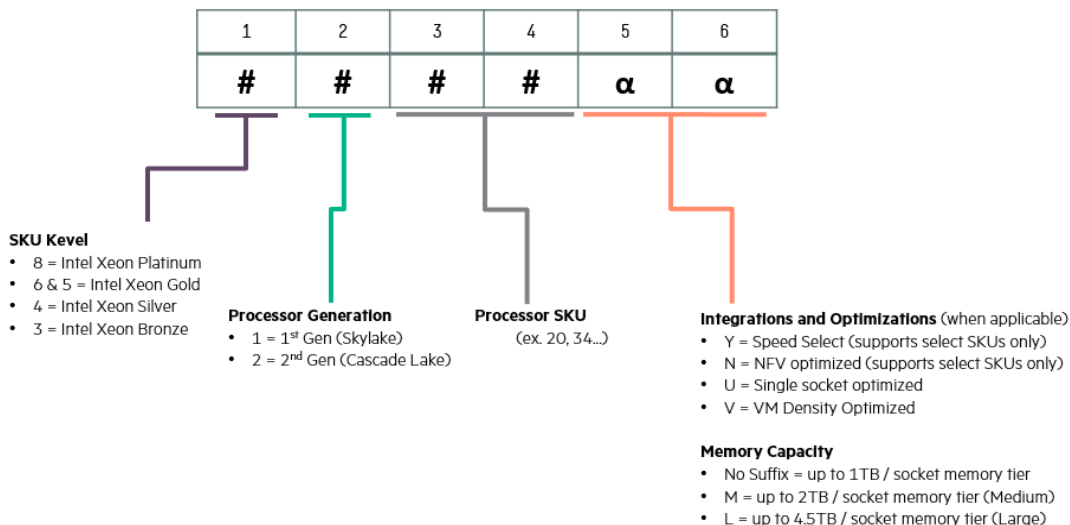 1 2 3 4 5 6
# # # # α α
SKU Kevel
• 8 = Intel Xeon Platinum
• 6 & 5 = Intel Xeon Gold
• 4 = Intel Xeon Silver
• 3 = Intel Xeon Bronze
Processor Generation
• 1 = 1st Gen (Skylake)
• 2 = 2nd Gen (Cascade Lake)
Processor SKU
(ex. 20, 34...)
Integrations and Optimizations (when applicable)
• Y = Speed Select (supports select SKUs only)
• N = NFV optimized (supports select SKUs only)
• U = Single socket optimized
• V = VM Density Optimized
Memory Capacity
• No Suffix = up to 1TB / socket memory tier
• M = up to 2TB / socket memory tier (Medium)
• L = up to 4.5TB / socket memory tier (Large)